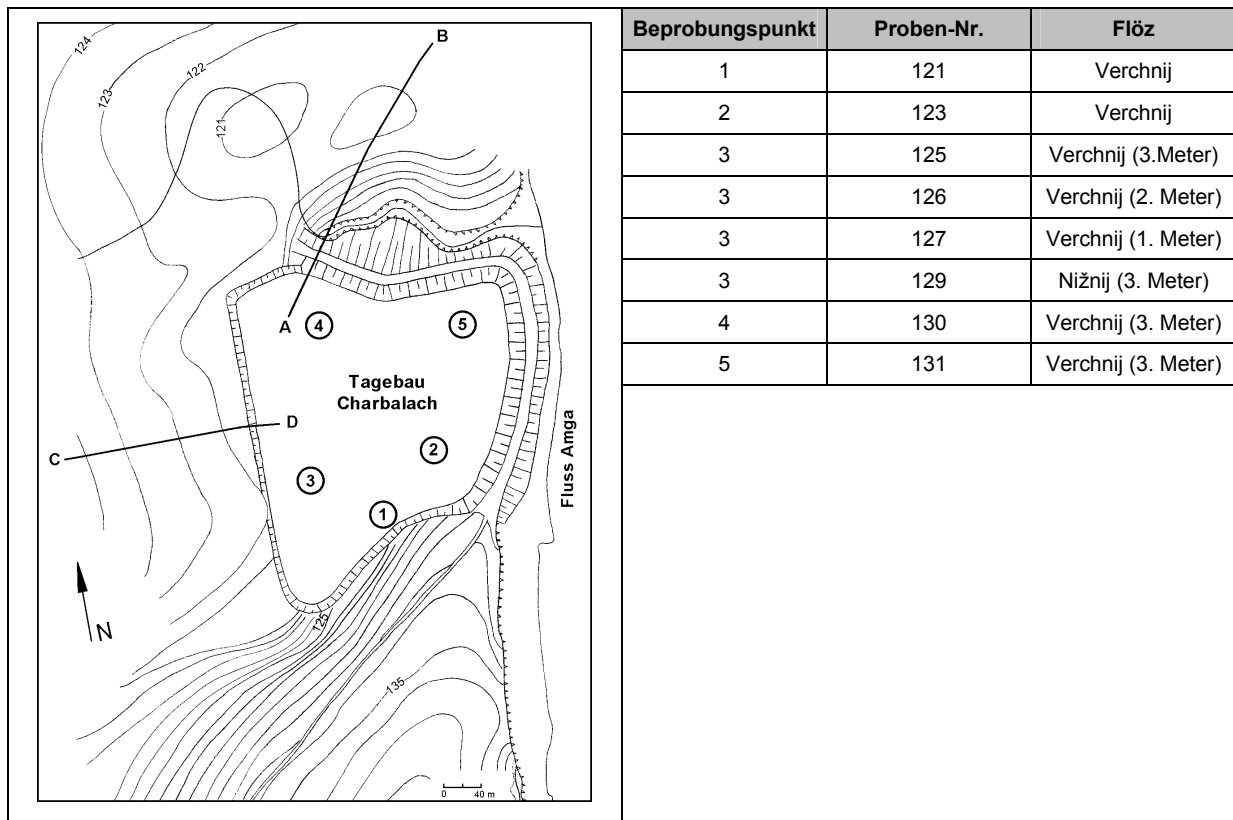 124
B
122
123
121
A
4
5
Tagebau
Charbalach
C
D
2
3
1
Fluss Amga
N
125
135
0 40 m
Beprobungspunkt Proben-Nr. Flöz
1 121 Verchnij
2 123 Verchnij
3 125 Verchnij (3.Meter)
3 126 Verchnij (2. Meter)
3 127 Verchnij (1. Meter)
3 129 Nižnij (3. Meter)
4 130 Verchnij (3. Meter)
5 131 Verchnij (3. Meter)